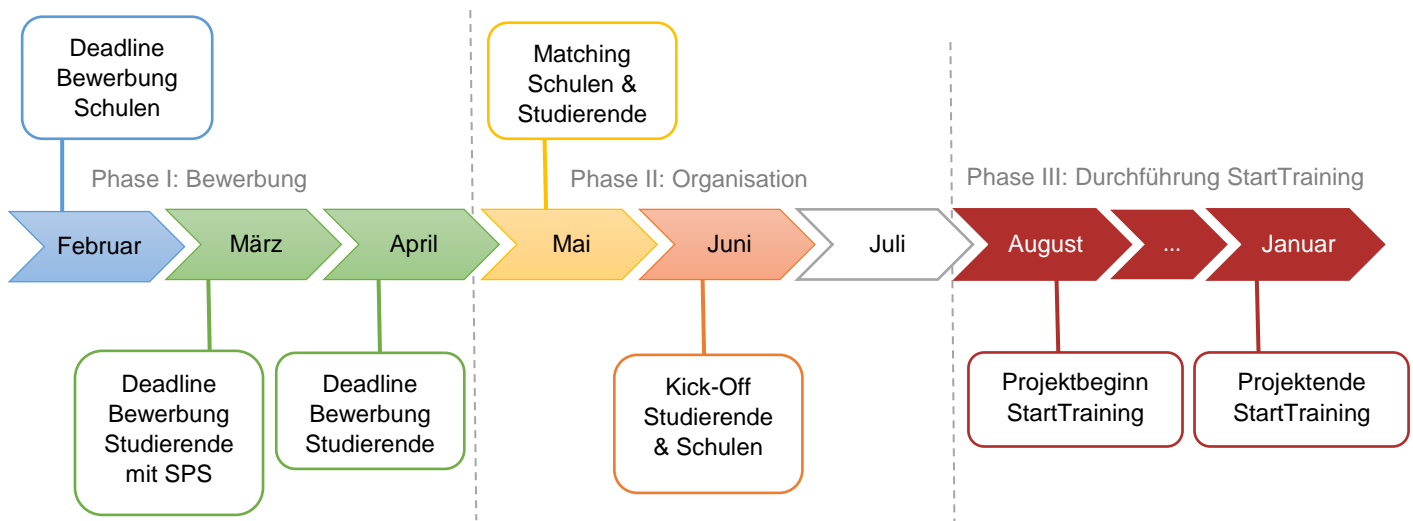 Deadline
Bewerbung
Schulen
Matching
Schulen &
Studierende
Phase I: Bewerbung
Phase II: Organisation
Phase III: Durchführung StartTraining
Februar
März
April
Mai
Juni
Juli
August
...
Januar
Deadline
Bewerbung
Studierende
mit SPS
Deadline
Bewerbung
Studierende
Kick-Off
Studierende
& Schulen
Projektbeginn
StartTraining
Projektende
StartTraining